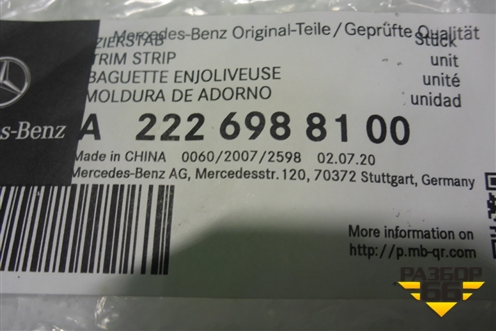 Mercedes-Benz Original-Teile/Geprüfte Qualität
ZIERSTAB Stück
TRIM STRIP unit
BAGUETTE ENJOLIVEUSE unité
MOLDURA DE ADORNO unidad
s-Benz
A 222 698 81 00
Made in CHINA 0060/2007/2598 02.07.20
Mercedes-Benz AG, Mercedesstr. 120, 70372 Stuttgart, Germany
More information on
http://p.mb-qr.com
РАЗБОР
66